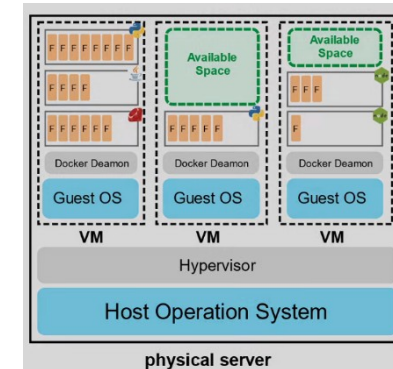 F F F F F F F F
F F F F
F F F F F F
Docker Deamon
Guest OS
VM
Available
Space
F F F F F
Docker Deamon
Guest OS
VM
Available
Space
F F F
F
Docker Deamon
Guest OS
VM
Hypervisor
Host Operation System
physical server